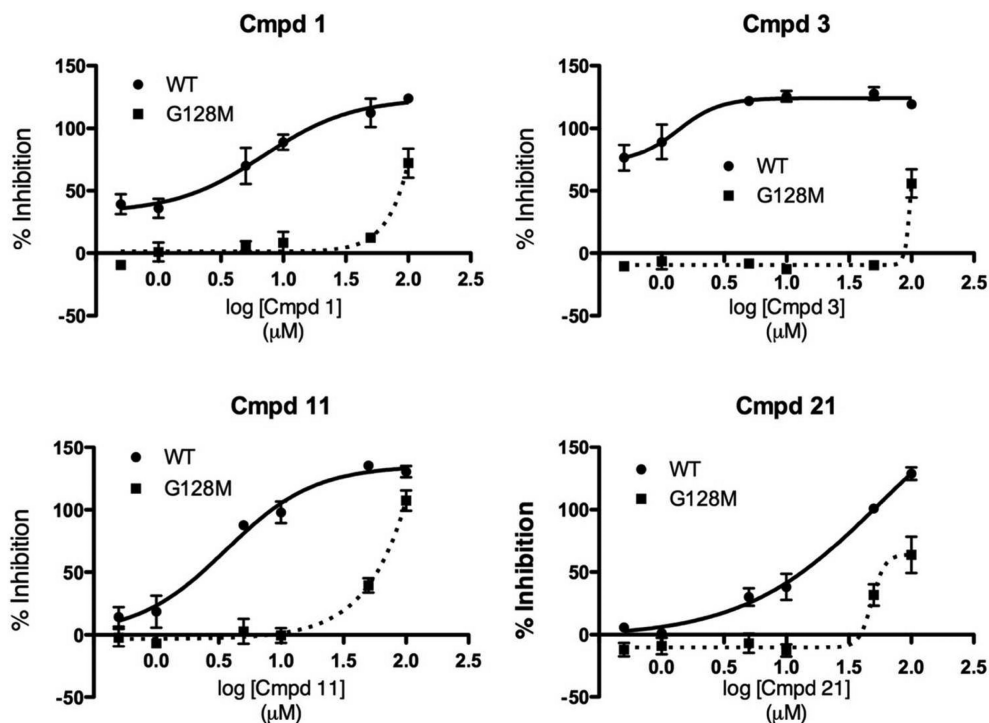 Cmpd 1
150
100
50
0
-50
% Inhibition
WT
G128M
0.0 0.5 1.0 1.5 2.0 2.5
log [Cmpd 1]
(µM)
Cmpd 3
150
100
50
0
-50
% Inhibition
WT
G128M
0.0 0.5 1.0 1.5 2.0 2.5
log [Cmpd 3]
(µM)
Cmpd 11
150
100
50
0
-50
% Inhibition
WT
G128M
0.0 0.5 1.0 1.5 2.0 2.5
log [Cmpd 11]
(µM)
Cmpd 21
150
100
50
0
-50
% Inhibition
WT
G128M
0.0 0.5 1.0 1.5 2.0 2.5
log [Cmpd 21]
(µM)